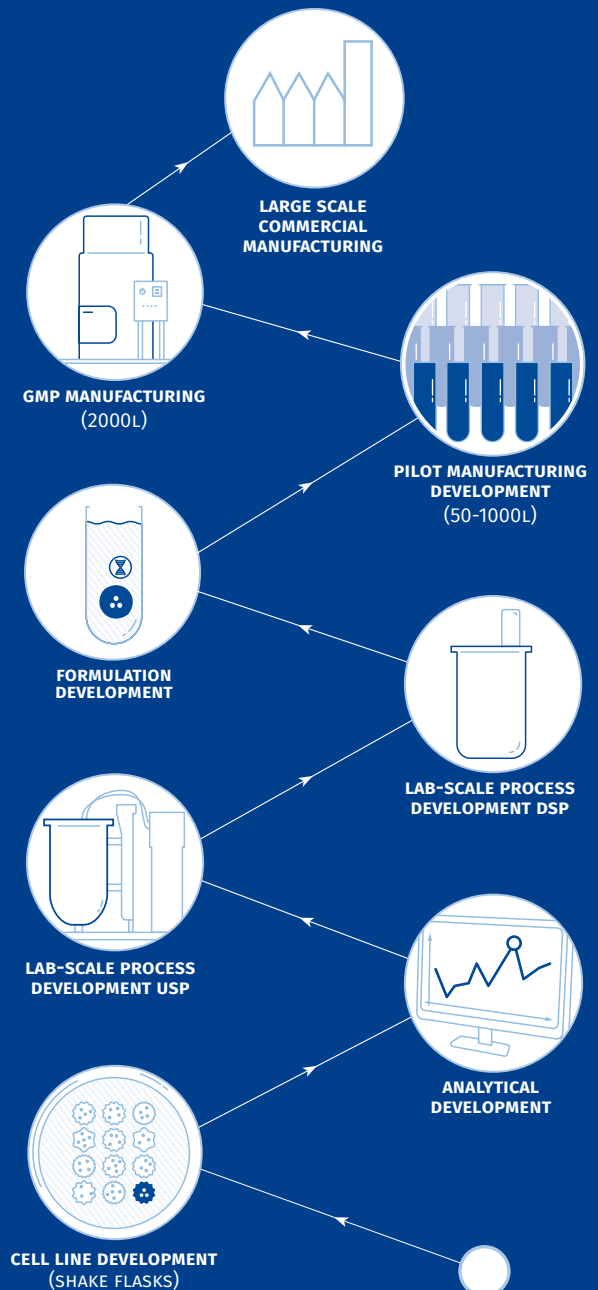 LARGE SCALE
COMMERCIAL
MANUFACTURING
GMP MANUFACTURING
(2000L)
PILOT MANUFACTURING
DEVELOPMENT
(50-1000L)
FORMULATION
DEVELOPMENT
LAB-SCALE PROCESS
DEVELOPMENT DSP
LAB-SCALE PROCESS
DEVELOPMENT USP
ANALYTICAL
DEVELOPMENT
CELL LINE DEVELOPMENT
(SHAKE FLASKS)